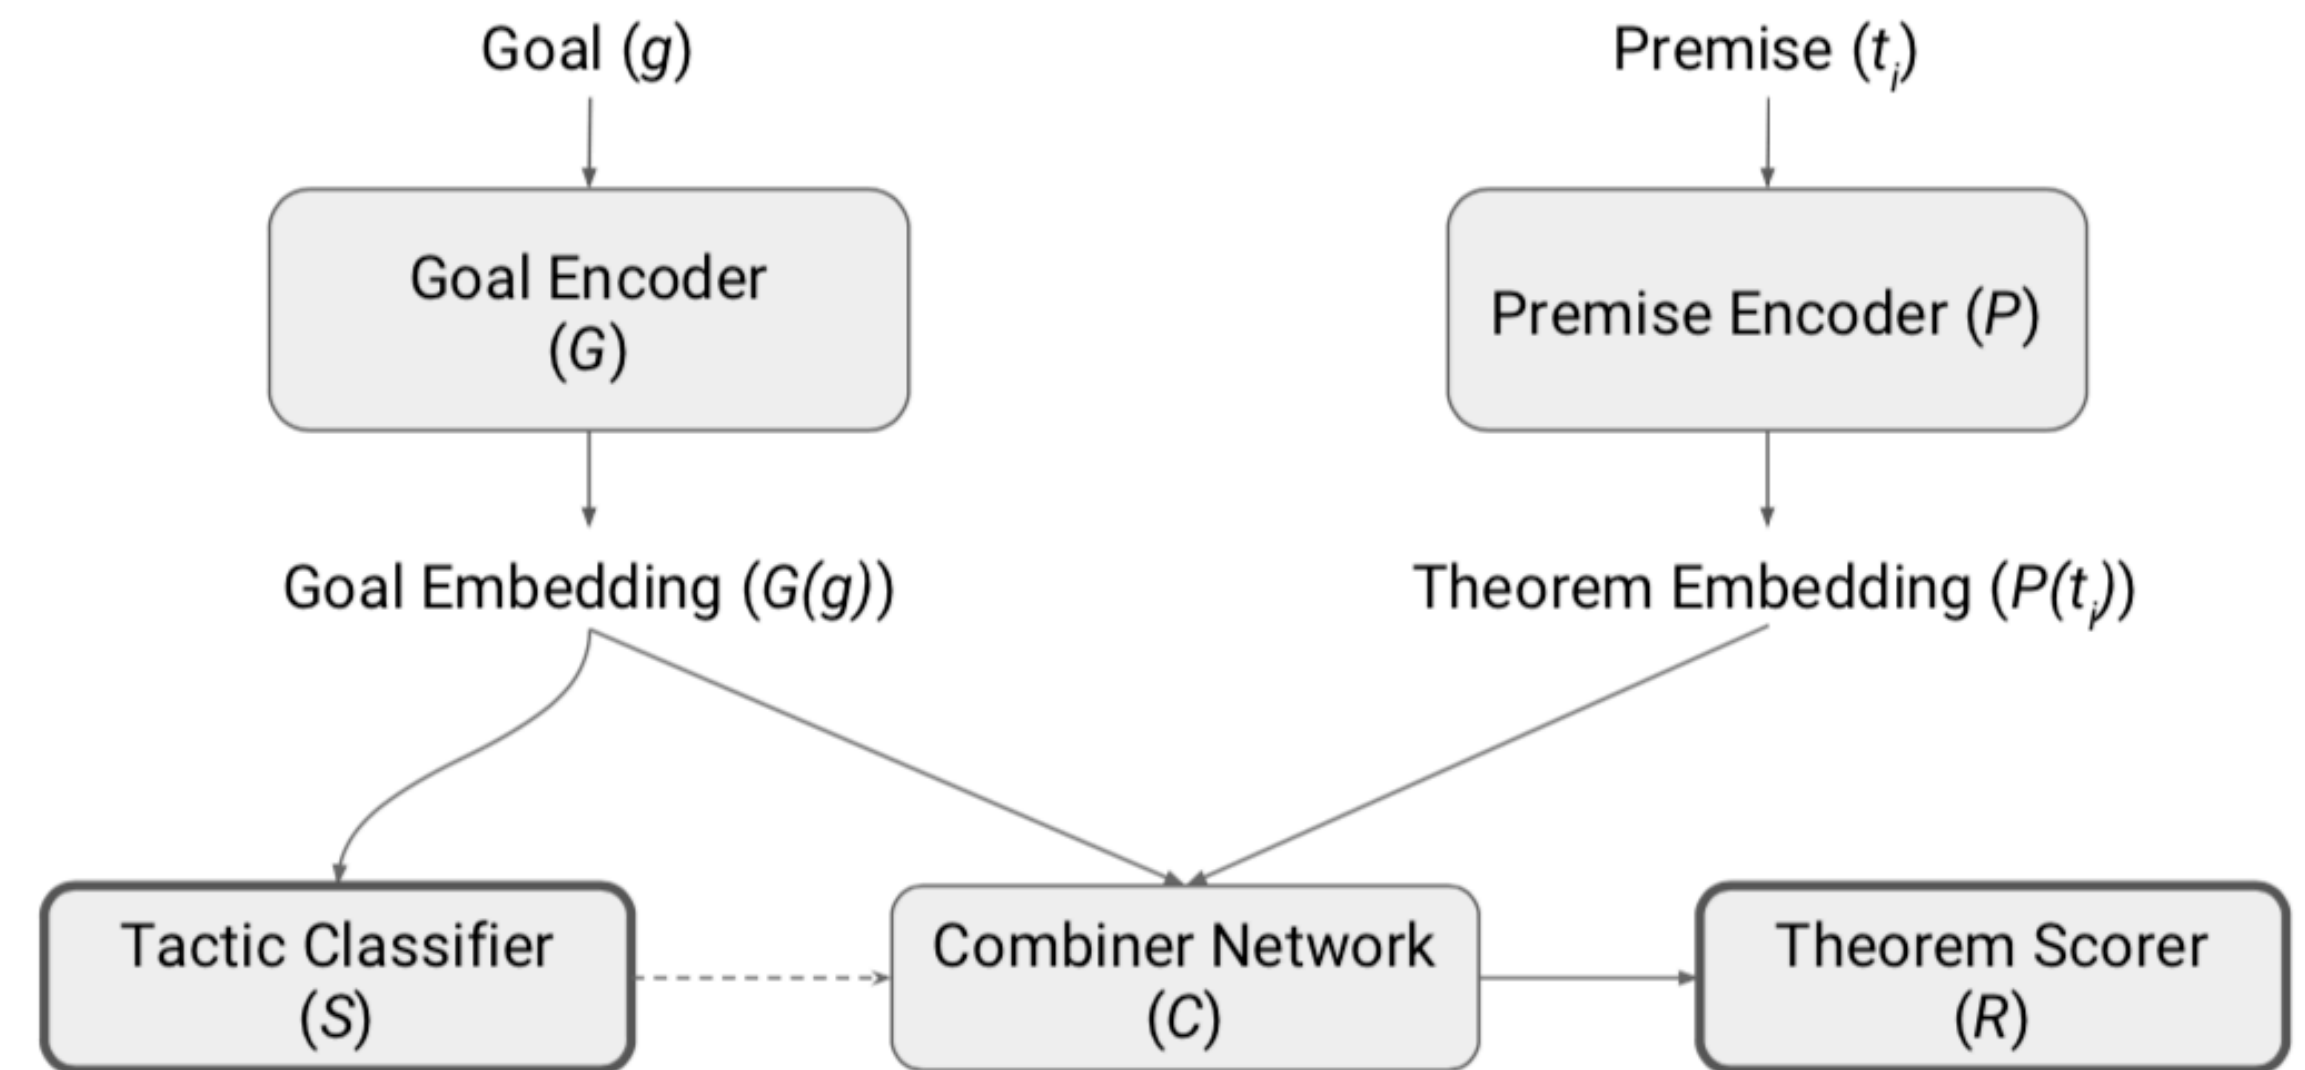 Goal (g)
Premise (tᵢ)
Goal Encoder
(G)
Premise Encoder (P)
Goal Embedding (G(g))
Theorem Embedding (P(tᵢ))
Tactic Classifier
(S)
Combiner Network
(C)
Theorem Scorer
(R)